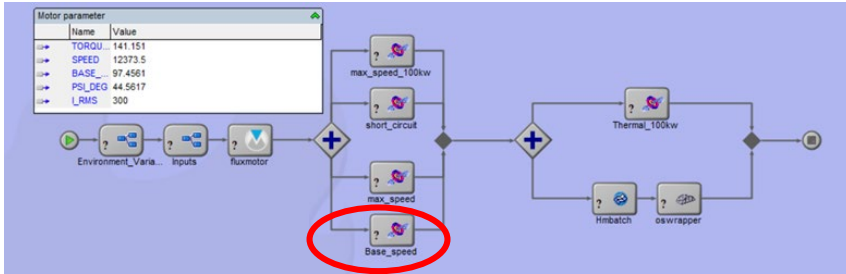 Motor parameter
Name Value
TORQU... 141.151
SPEED 12373.5
BASE_... 97.4561
PSI_DEG 44.5617
I_RMS 300
? max_speed_100kw
? short_circuit
? Thermal_100kw
? Environment_Varia...
? Inputs
? fluxmotor
? max_speed
? Base_speed
? Hmbatch
? oswrapper